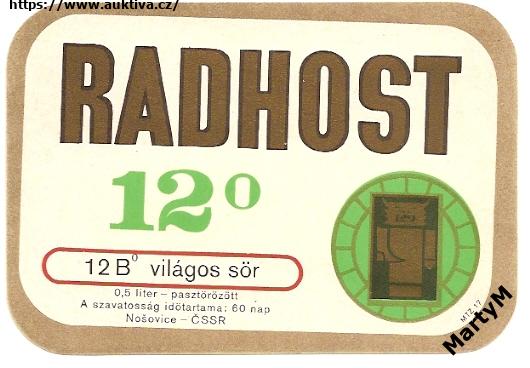 https://www.auktiva.cz/
RADHOST
12°
12 B° világos sör
0,5 liter – pasztőrözött
A szavatosság időtartama: 60 nap
Nošovice – ČSSR
MTZ 17
MartyM